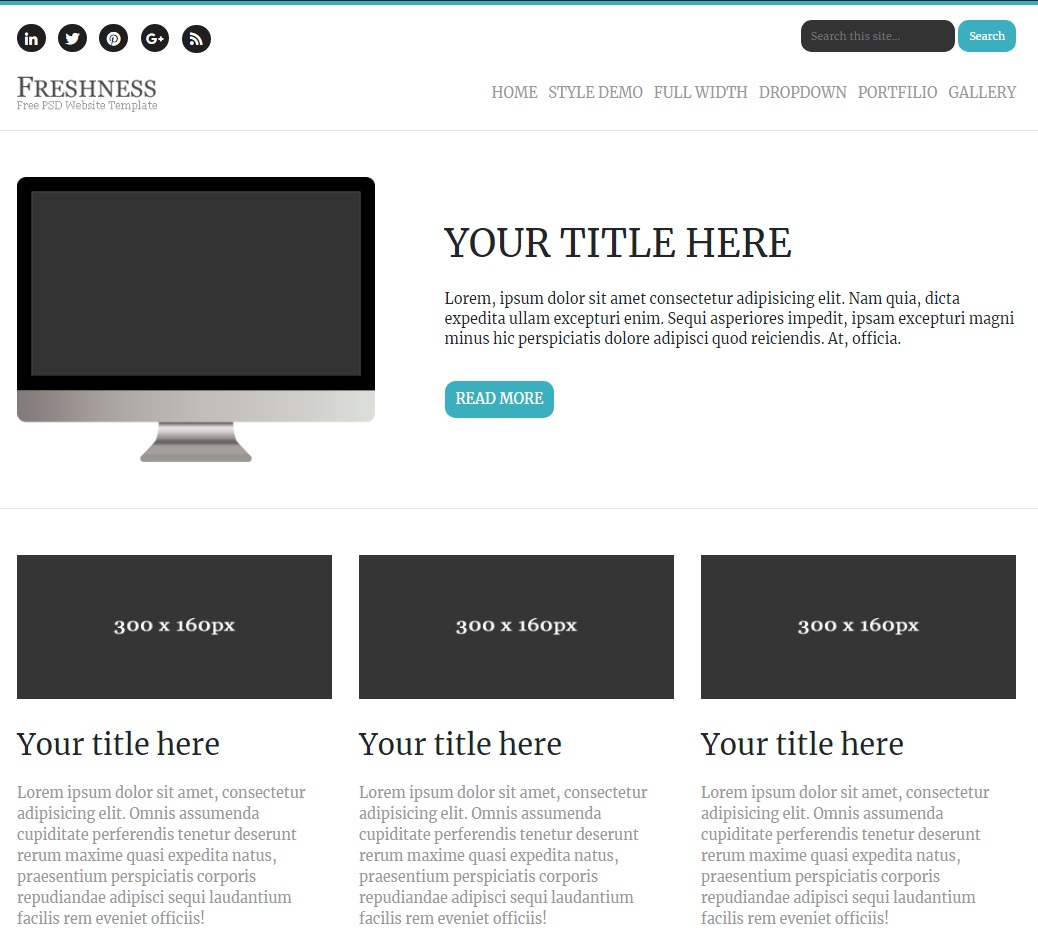 Search this site...
Search
FRESHNESS
Free PSD Website Template
HOME STYLE DEMO FULL WIDTH DROPDOWN PORTFILIO GALLERY
YOUR TITLE HERE
Lorem, ipsum dolor sit amet consectetur adipisicing elit. Nam quia, dicta
expedita ullam excepturi enim. Sequi asperiores impedit, ipsam excepturi magni
minus hic perspiciatis dolore adipisci quod reiciendis. At, officia.
READ MORE
300 x 160px
Your title here
Lorem ipsum dolor sit amet, consectetur
adipisicing elit. Omnis assumenda
cupiditate perferendis tenetur deserunt
rerum maxime quasi expedita natus,
praesentium perspiciatis corporis
repudiandae adipisci sequi laudantium
facilis rem eveniet officiis!
300 x 160px
Your title here
Lorem ipsum dolor sit amet, consectetur
adipisicing elit. Omnis assumenda
cupiditate perferendis tenetur deserunt
rerum maxime quasi expedita natus,
praesentium perspiciatis corporis
repudiandae adipisci sequi laudantium
facilis rem eveniet officiis!
300 x 160px
Your title here
Lorem ipsum dolor sit amet, consectetur
adipisicing elit. Omnis assumenda
cupiditate perferendis tenetur deserunt
rerum maxime quasi expedita natus,
praesentium perspiciatis corporis
repudiandae adipisci sequi laudantium
facilis rem eveniet officiis!